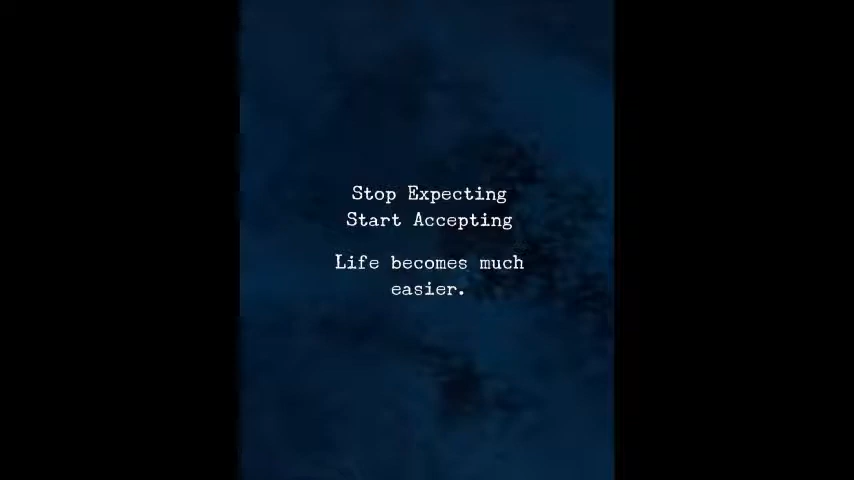 Stop Expecting
Start Accepting
Life becomes much
easier.